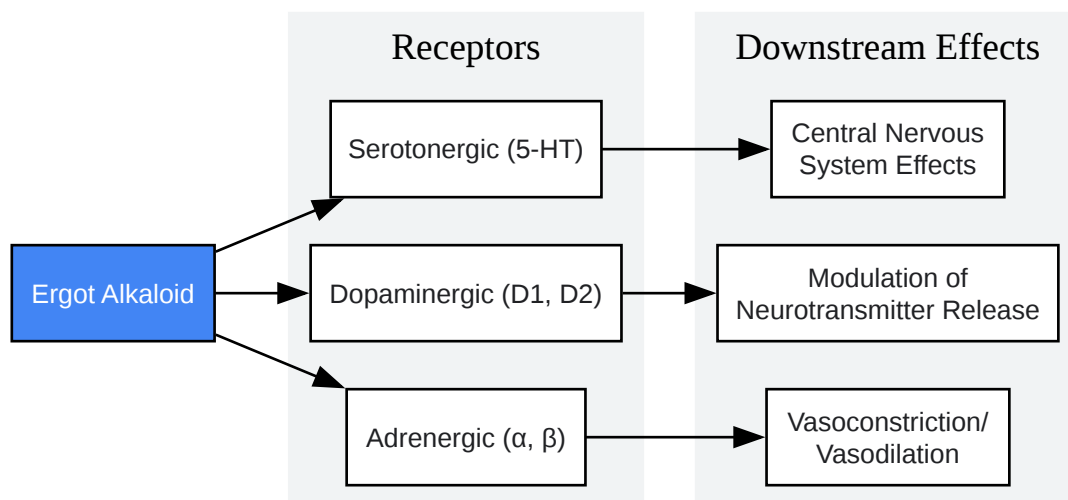 Receptors
Downstream Effects
Serotonergic (5-HT)
Central Nervous
System Effects
Ergot Alkaloid
Dopaminergic (D1, D2)
Modulation of
Neurotransmitter Release
Adrenergic (α, β)
Vasoconstriction/
Vasodilation